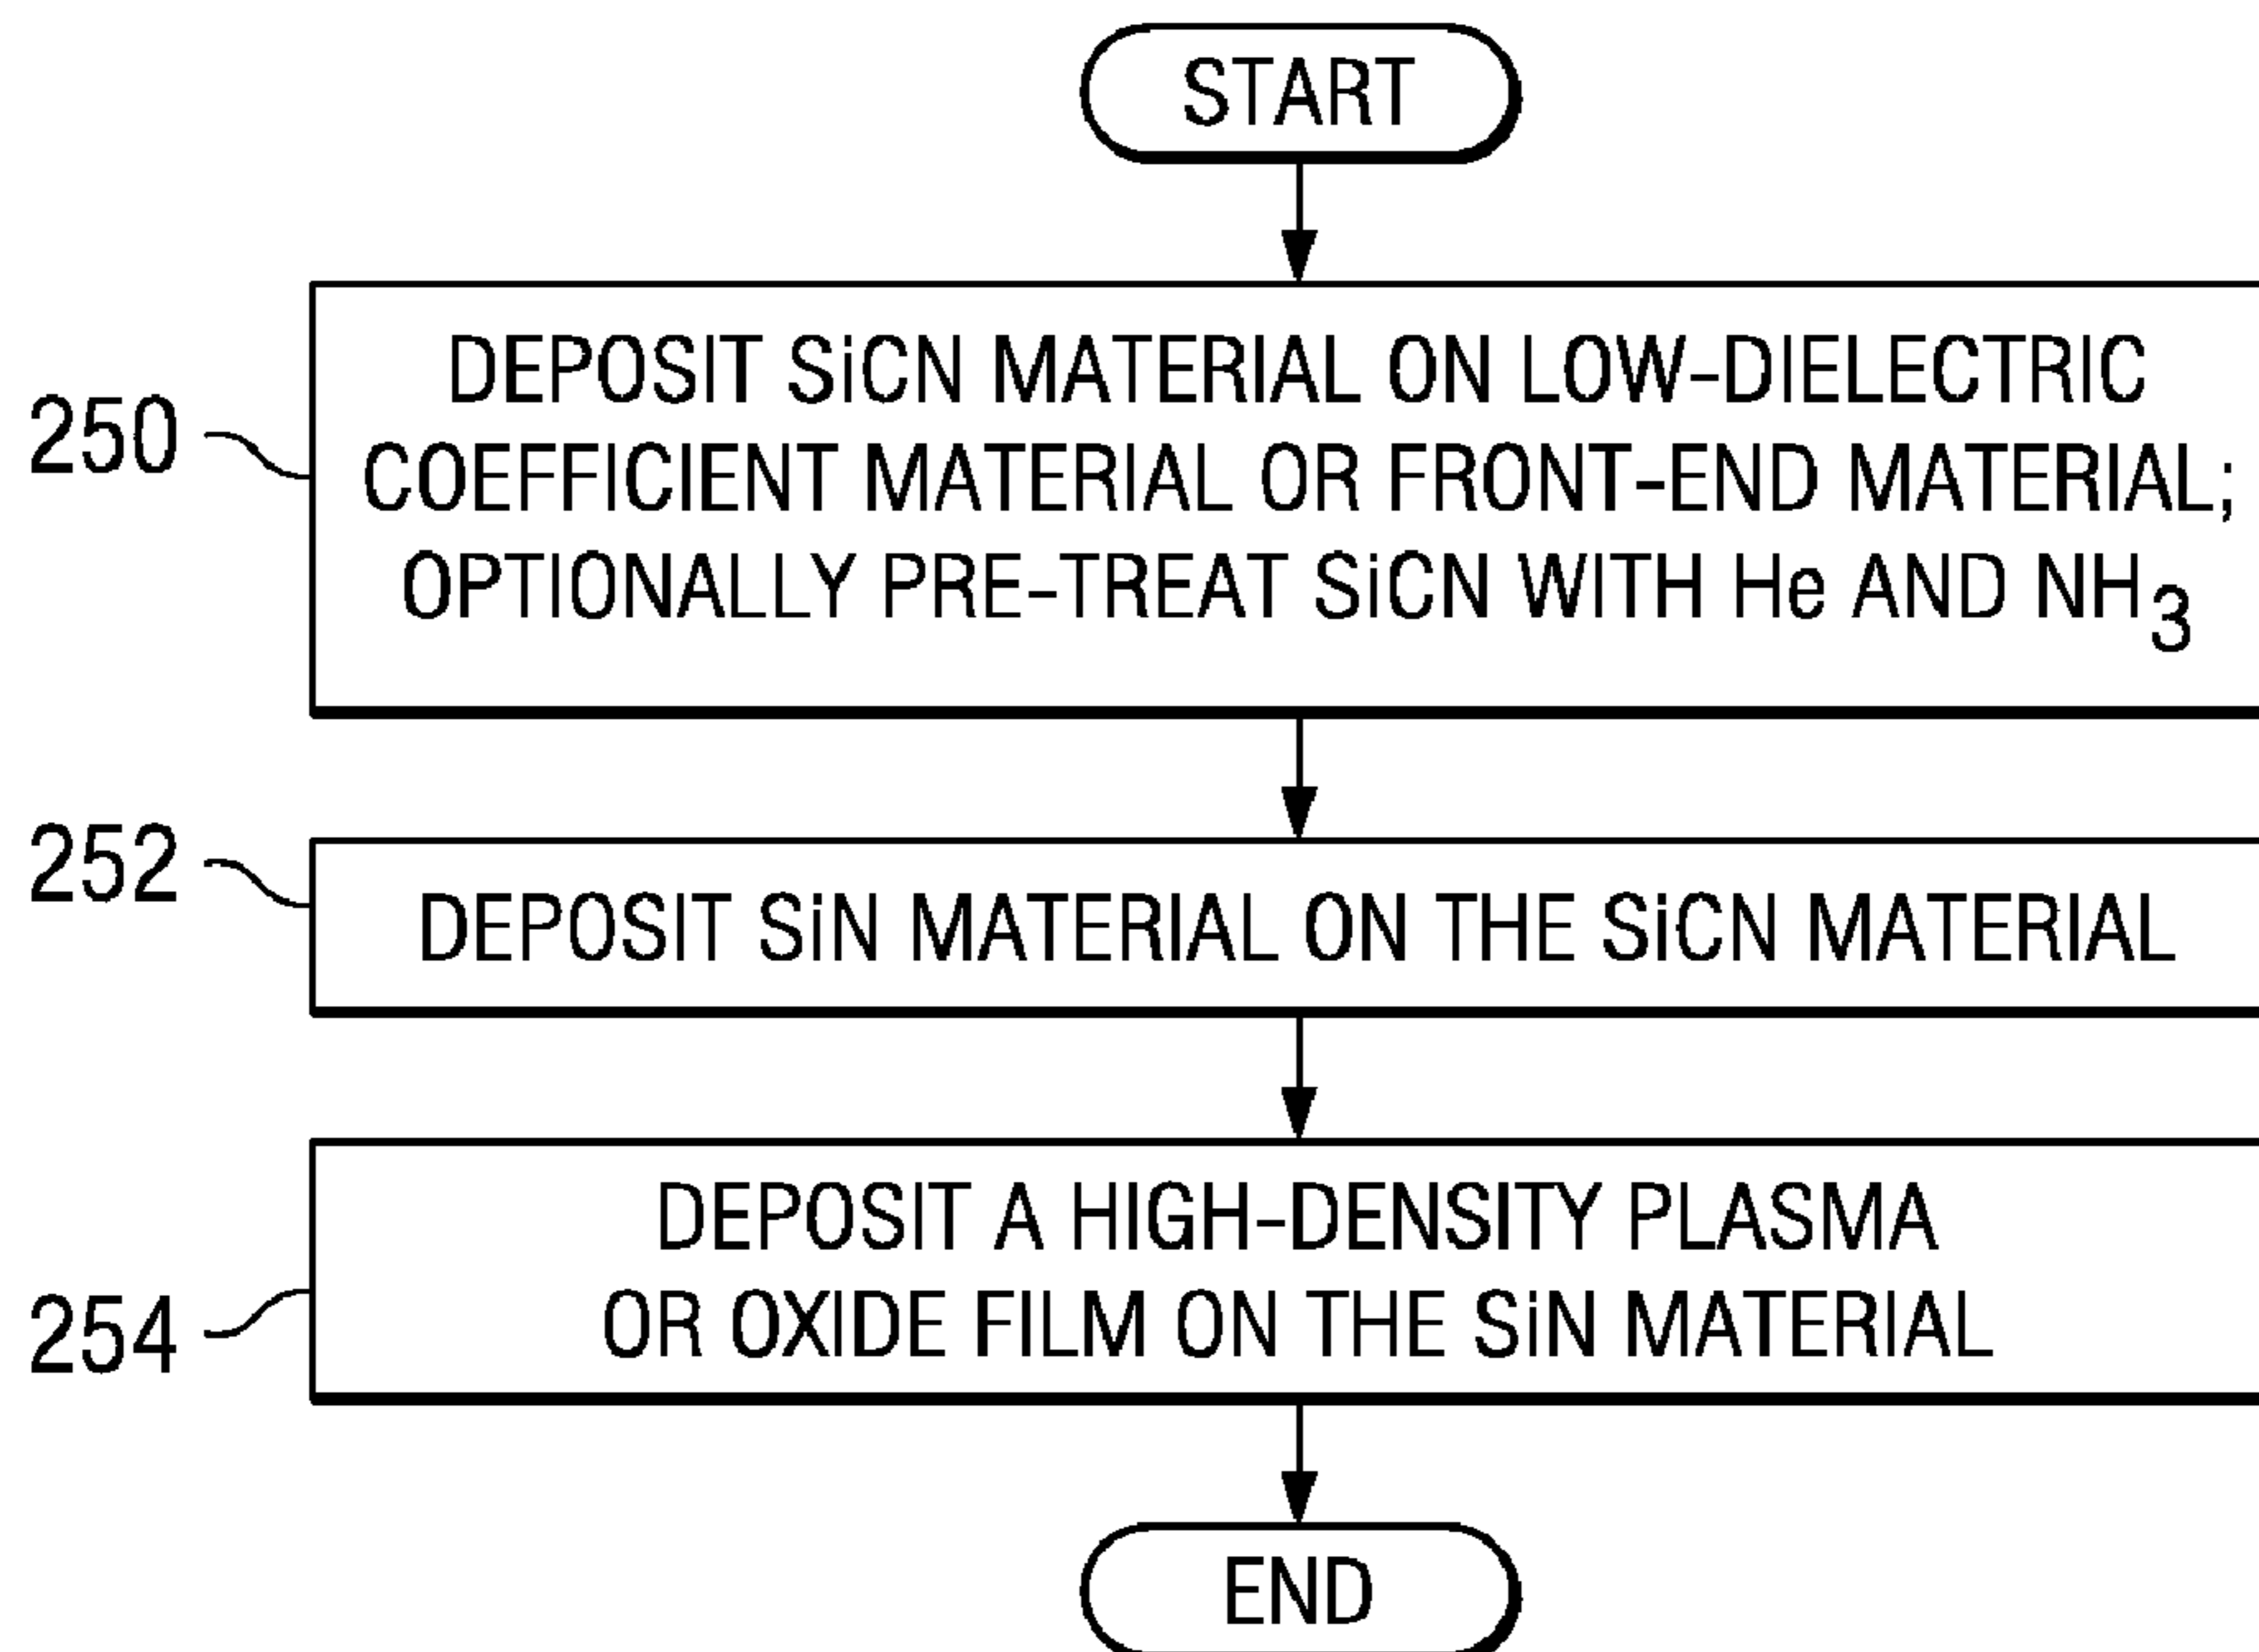 START
250
DEPOSIT SiCN MATERIAL ON LOW-DIELECTRIC
COEFFICIENT MATERIAL OR FRONT-END MATERIAL;
OPTIONALLY PRE-TREAT SiCN WITH He AND NH3
252
DEPOSIT SiN MATERIAL ON THE SiCN MATERIAL
254
DEPOSIT A HIGH-DENSITY PLASMA
OR OXIDE FILM ON THE SiN MATERIAL
END